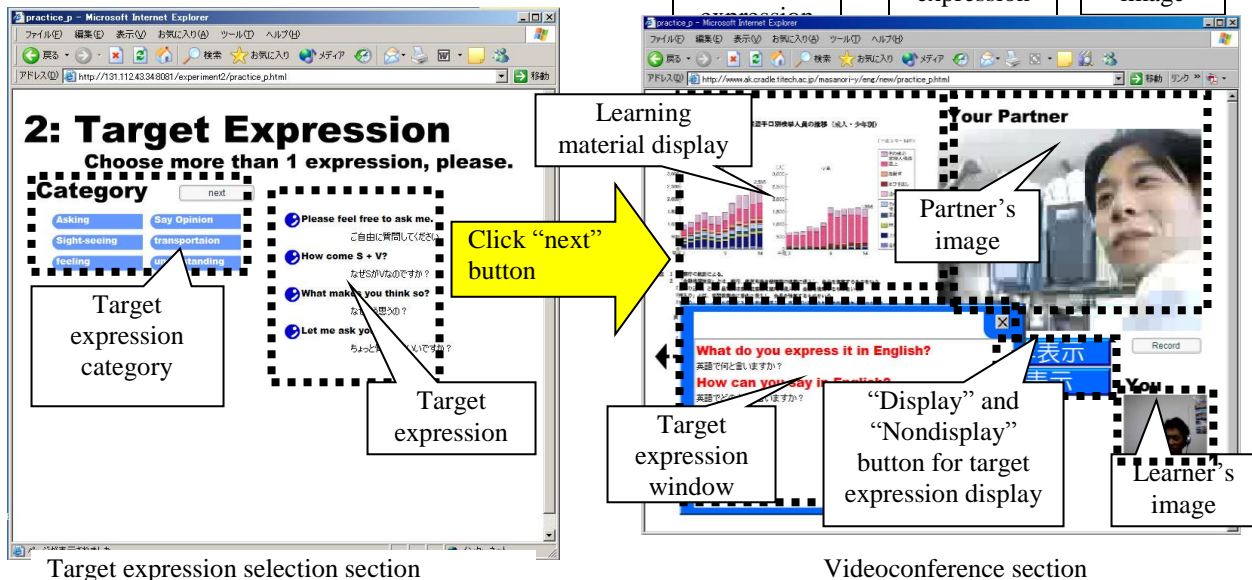 expression
expression
image
practice_p - Microsoft Internet Explorer
ファイル(F) 編集(E) 表示(V) お気に入り(A) ツール(T) ヘルプ(H)
戻る 検索 お気に入り メディア
アドレス(D) http://131.112.43.34:8081/experiment2/practice_p.html 移動
2: Target Expression
Choose more than 1 expression, please.
Category
next
Asking
Say Opinion
Sight-seeing
transportaion
feeling
understanding
Target
expression
category
Please feel free to ask me.
ご自由に質問してください
How come S + V?
なぜSがVなのですか？
What makes you think so?
Let me ask
Target
expression
Click “next”
button
Target expression selection section
practice_p - Microsoft Internet Explorer
ファイル(F) 編集(E) 表示(V) お気に入り(A) ツール(T) ヘルプ(H)
戻る 検索 お気に入り メディア
アドレス(D) http://www.ak.cradle.titech.ac.jp/masanori-y/eng/new/practice_p.html 移動 リンク
Learning
material display
Your Partner
Partner’s
image
What do you express it in English?
英語で何と言いますか？
How can you say in English?
Target
expression
window
表示
表示
“Display” and
“Nondisplay”
button for target
expression display
Record
You
Learner’s
image
Videoconference section